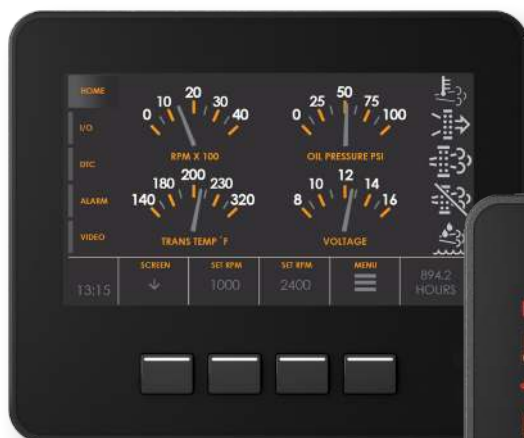 HOME
I/O
DTC
ALARM
VIDEO
0 10 20 30 40
RPM X 100
0 25 50 75 100
OIL PRESSURE PSI
140 180 200 230 320
TRANS TEMP °F
8 10 12 14 16
VOLTAGE
13:15
SCREEN
SET RPM
1000
SET RPM
2400
MENU
894.2
HOURS